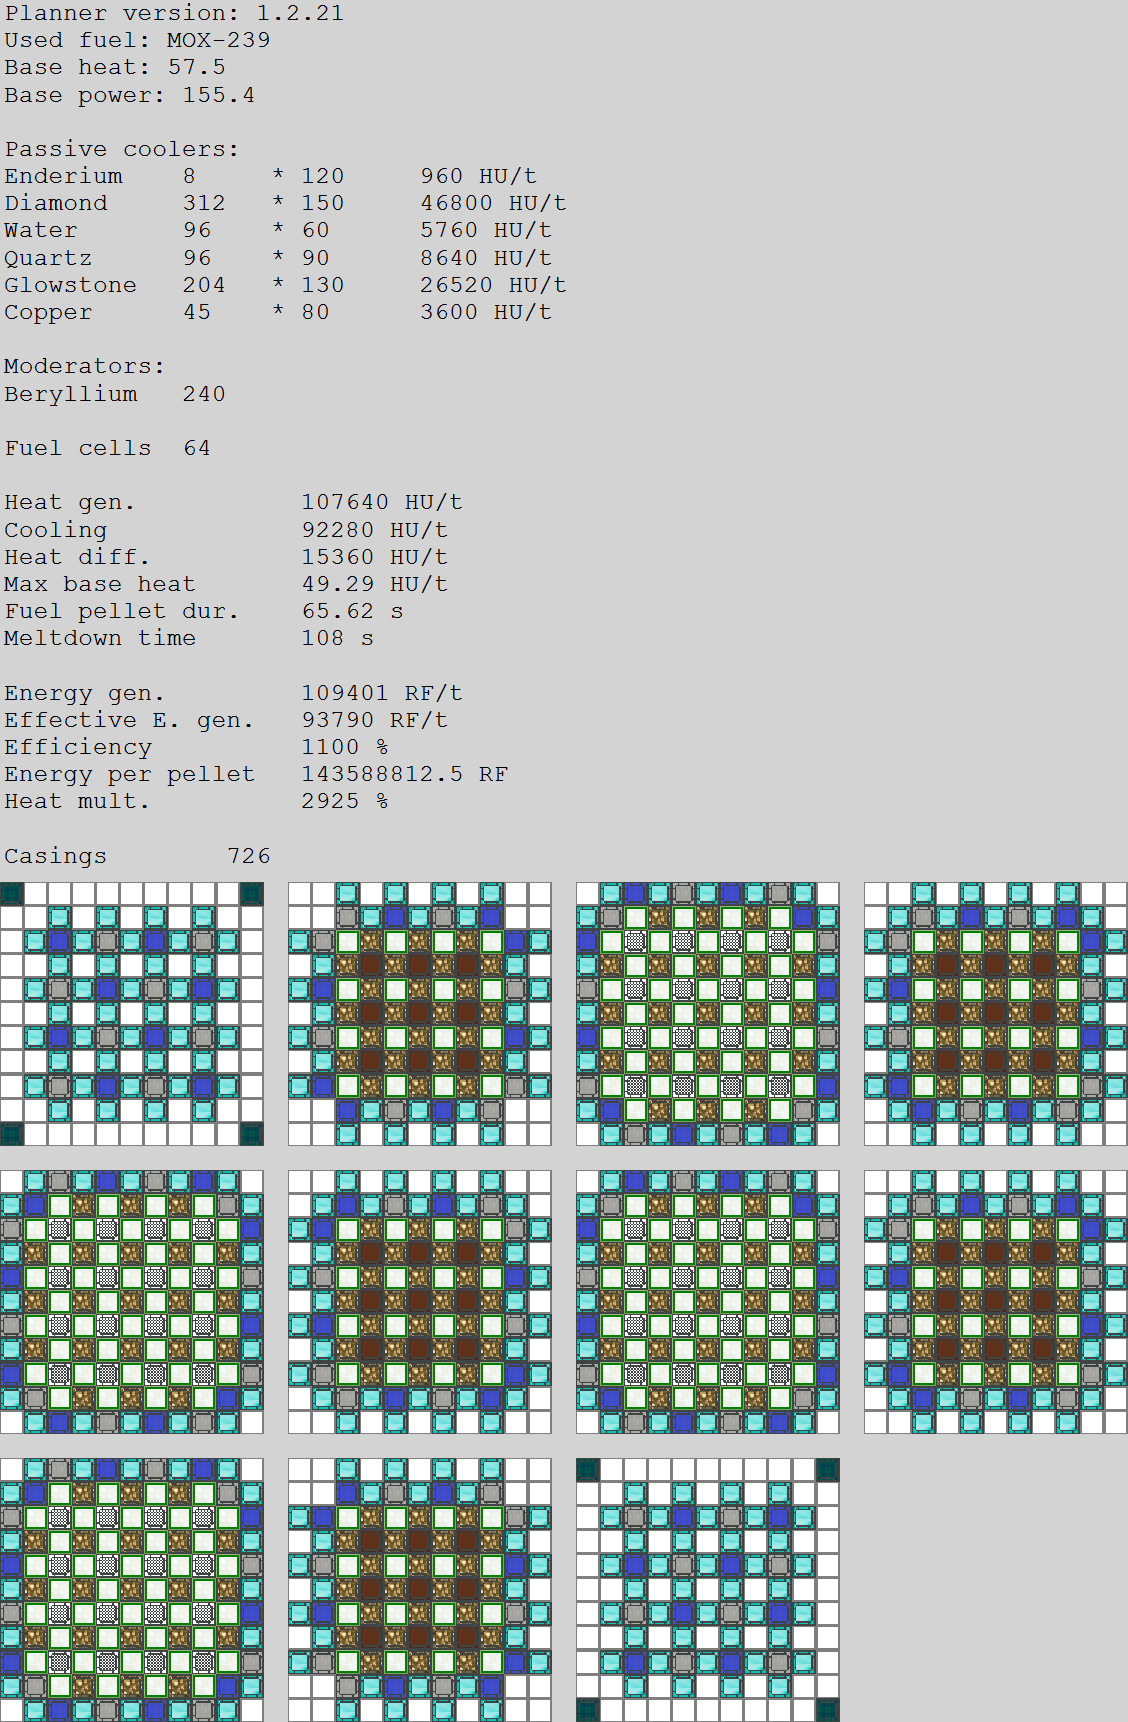 Planner version: 1.2.21
Used fuel: MOX-239
Base heat: 57.5
Base power: 155.4
Passive coolers:
Enderium 8 * 120 960 HU/t
Diamond 312 * 150 46800 HU/t
Water 96 * 60 5760 HU/t
Quartz 96 * 90 8640 HU/t
Glowstone 204 * 130 26520 HU/t
Copper 45 * 80 3600 HU/t
Moderators:
Beryllium 240
Fuel cells 64
Heat gen. 107640 HU/t
Cooling 92280 HU/t
Heat diff. 15360 HU/t
Max base heat 49.29 HU/t
Fuel pellet dur. 65.62 s
Meltdown time 108 s
Energy gen. 109401 RF/t
Effective E. gen. 93790 RF/t
Efficiency 1100 %
Energy per pellet 143588812.5 RF
Heat mult. 2925 %
Casings 726